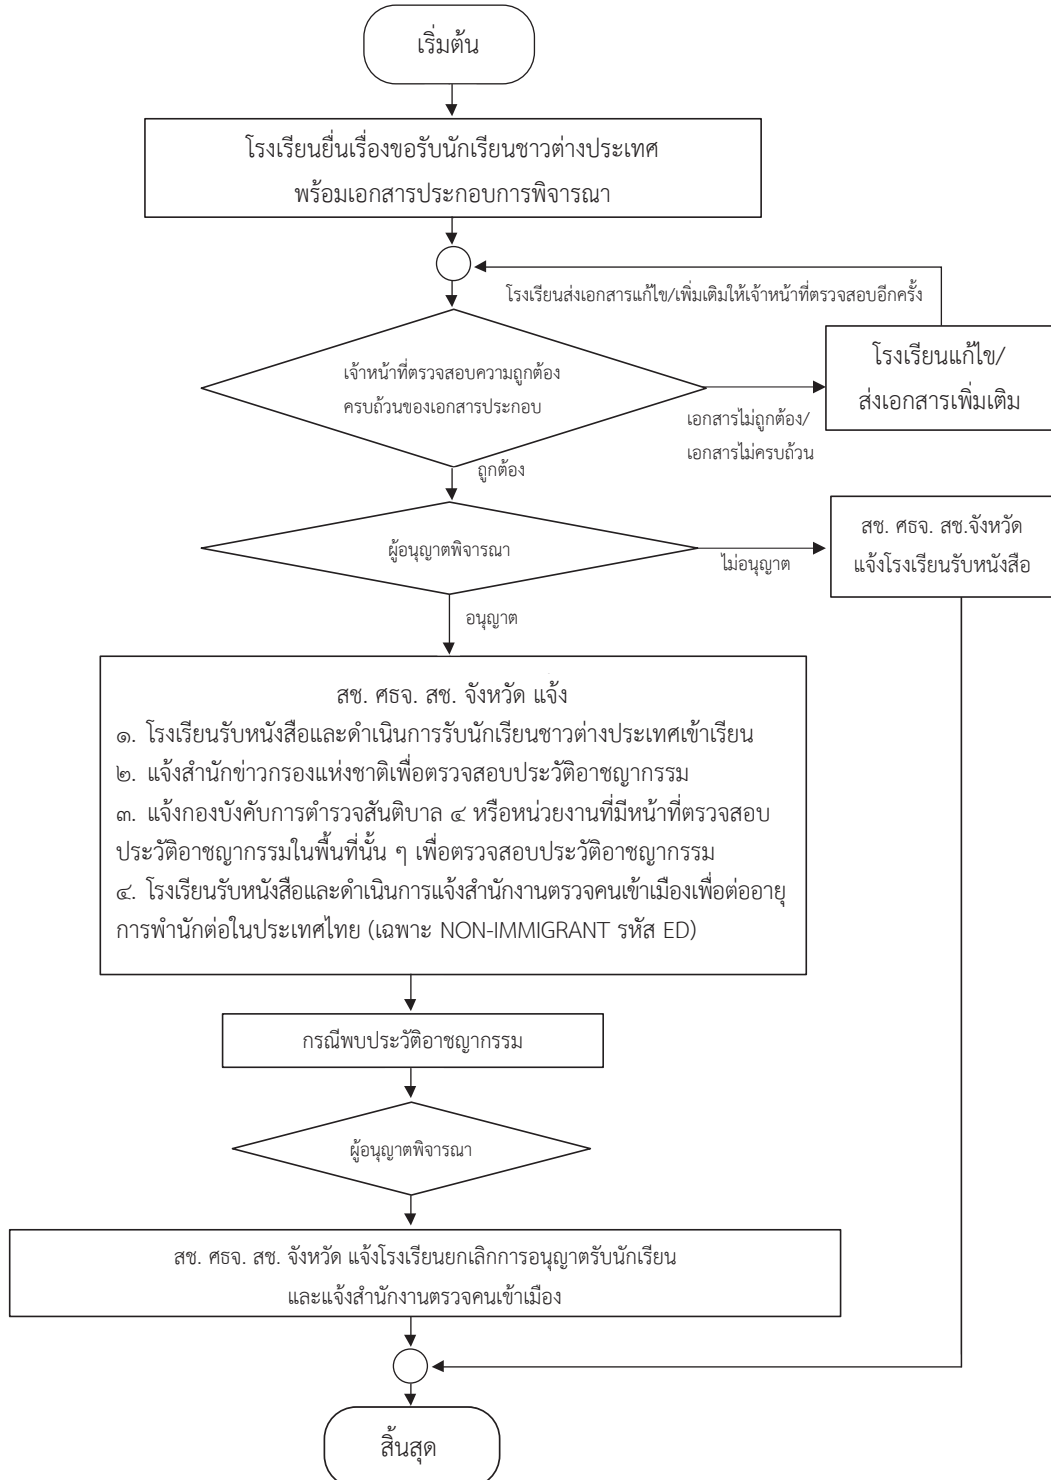 เริ่มต้น
โรงเรียนยื่นเรื่องขอรับนักเรียนชาวต่างประเทศ
พร้อมเอกสารประกอบการพิจารณา
โรงเรียนส่งเอกสารแก้ไข/เพิ่มเติมให้เจ้าหน้าที่ตรวจสอบอีกครั้ง
โรงเรียนแก้ไข/
ส่งเอกสารเพิ่มเติม
เจ้าหน้าที่ตรวจสอบความถูกต้อง
ครบถ้วนของเอกสารประกอบ
เอกสารไม่ถูกต้อง/
เอกสารไม่ครบถ้วน
ถูกต้อง
ผู้อนุญาตพิจารณา
ไม่อนุญาต
สช. ศธจ. สช.จังหวัด
แจ้งโรงเรียนรับหนังสือ
อนุญาต
สช. ศธจ. สช. จังหวัด แจ้ง
๑. โรงเรียนรับหนังสือและดำเนินการรับนักเรียนชาวต่างประเทศเข้าเรียน
๒. แจ้งสำนักข่าวกรองแห่งชาติเพื่อตรวจสอบประวัติอาชญากรรม
๓. แจ้งกองบังคับการตำรวจสันติบาล ๔ หรือหน่วยงานที่มีหน้าที่ตรวจสอบ
ประวัติอาชญากรรมในพื้นที่นั้น ๆ เพื่อตรวจสอบประวัติอาชญากรรม
๔. โรงเรียนรับหนังสือและดำเนินการแจ้งสำนักงานตรวจคนเข้าเมืองเพื่อต่ออายุ
การพำนักต่อในประเทศไทย (เฉพาะ NON-IMMIGRANT รหัส ED)
กรณีพบประวัติอาชญากรรม
ผู้อนุญาตพิจารณา
สช. ศธจ. สช. จังหวัด แจ้งโรงเรียนยกเลิกการอนุญาตรับนักเรียน
และแจ้งสำนักงานตรวจคนเข้าเมือง
สิ้นสุด